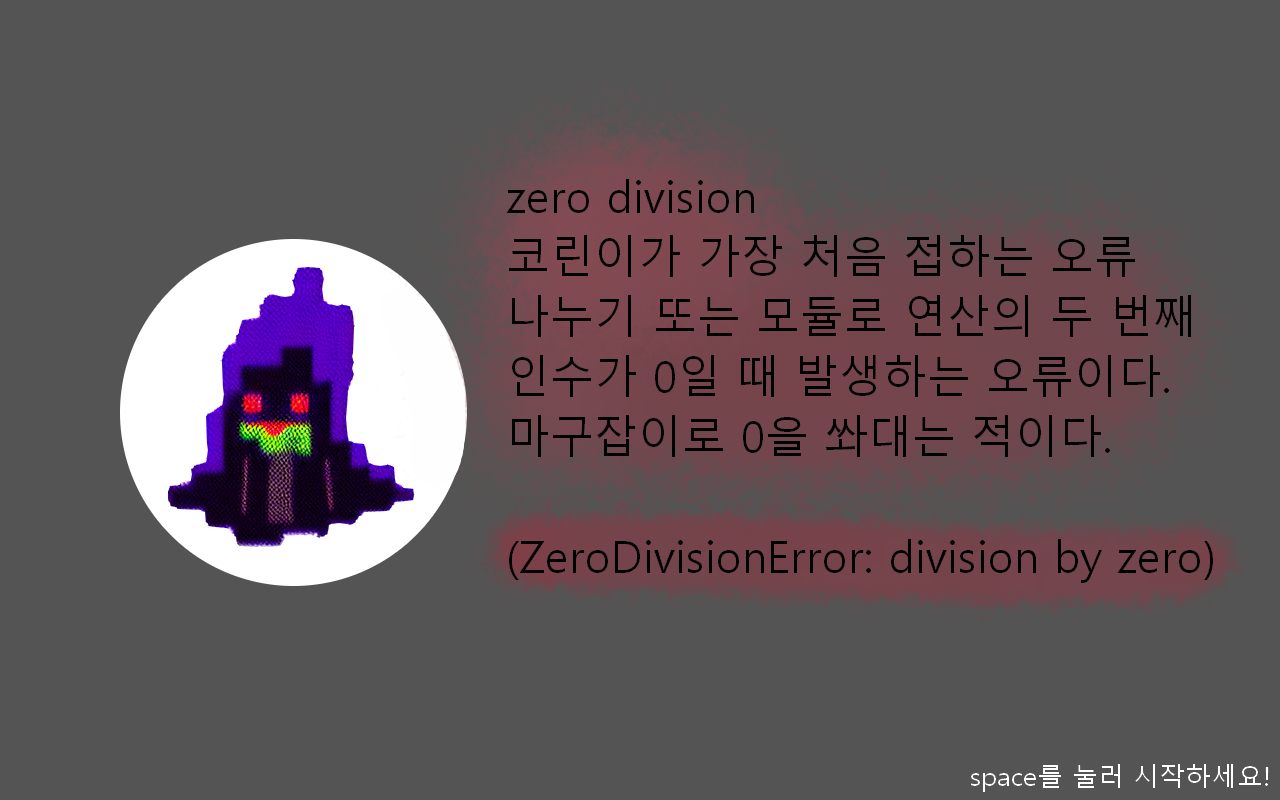 zero division
코린이가 가장 처음 접하는 오류
나누기 또는 모듈로 연산의 두 번째
인수가 0일 때 발생하는 오류이다.
마구잡이로 0을 쏴대는 적이다.
(ZeroDivisionError: division by zero)
space를 눌러 시작하세요!